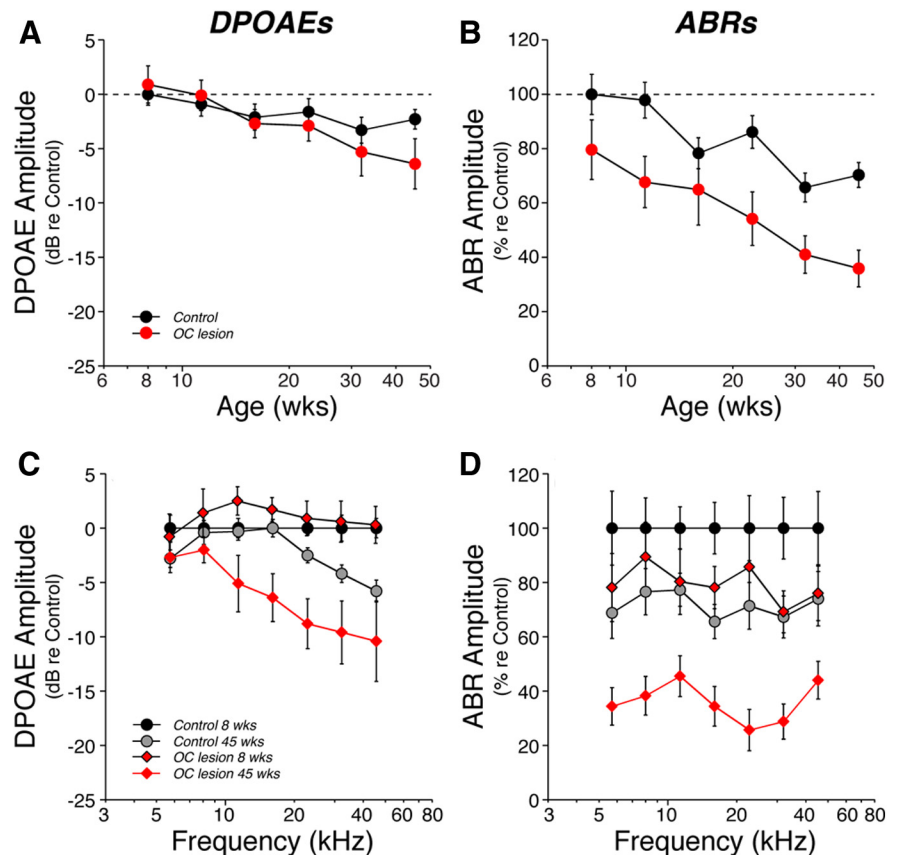 DPOAEs
ABRs
A
5
0
-5
-10
-15
-20
-25
DPOAE Amplitude
(dB re Control)
Control
OC lesion
6 8 10 20 30 40 50
Age (wks)
B
120
100
80
60
40
20
0
ABR Amplitude
(% re Control)
6 8 10 20 30 40 50
Age (wks)
C
5
0
-5
-10
-15
-20
-25
DPOAE Amplitude
(dB re Control)
Control 8 wks
Control 45 wks
OC lesion 8 wks
OC lesion 45 wks
3 5 10 20 40 60 80
Frequency (kHz)
D
120
100
80
60
40
20
0
ABR Amplitude
(% re Control)
3 5 10 20 40 60 80
Frequency (kHz)